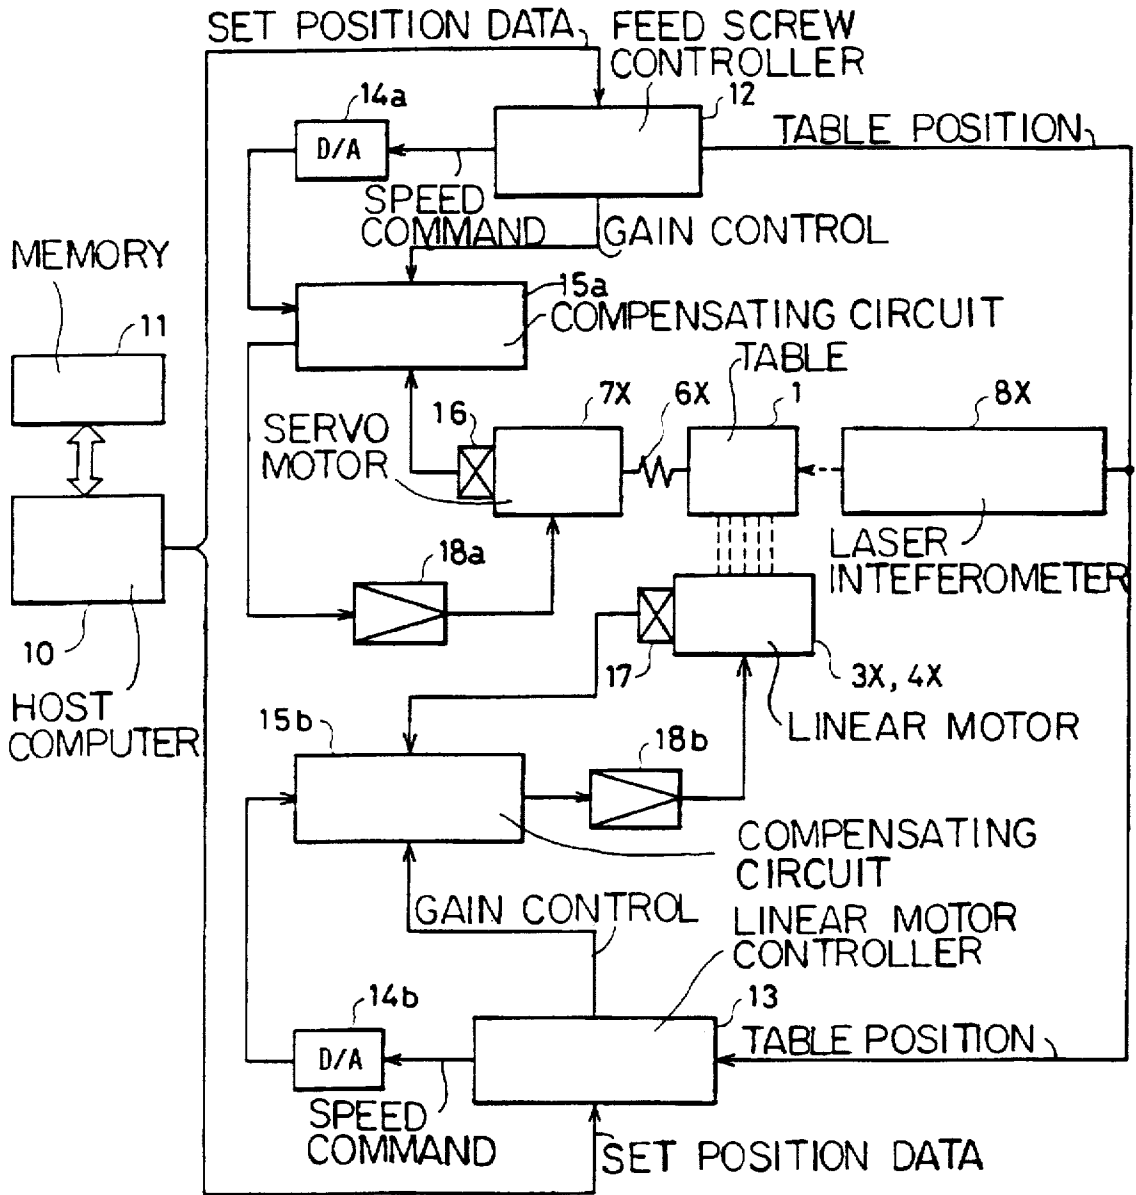 SET POSITION DATA
FEED SCREW
CONTROLLER
14a
12
D/A
TABLE POSITION
SPEED
COMMAND
GAIN CONTROL
MEMORY
15a
COMPENSATING CIRCUIT
11
TABLE
7X
6X
1
8X
16
SERVO
MOTOR
LASER
INTEFEROMETER
18a
10
17
3X, 4X
HOST
COMPUTER
LINEAR MOTOR
15b
18b
COMPENSATING
CIRCUIT
GAIN CONTROL
LINEAR MOTOR
CONTROLLER
14b
13
D/A
TABLE POSITION
SPEED
COMMAND
SET POSITION DATA